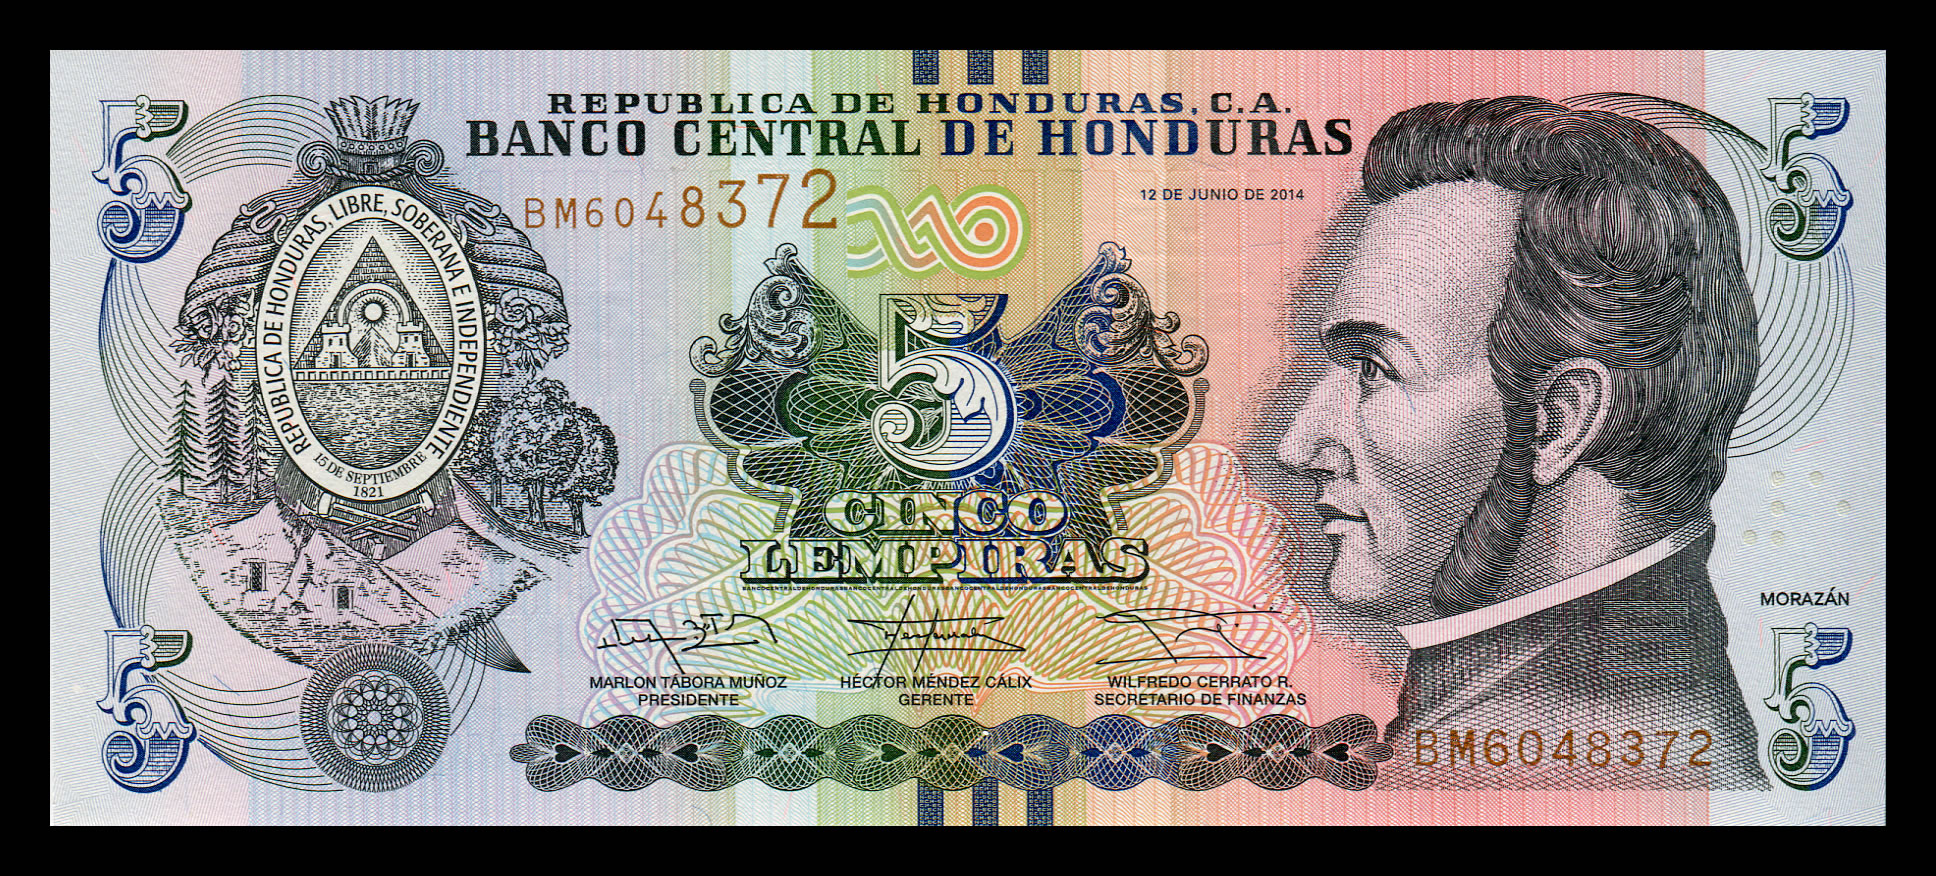 5
5
REPUBLICA DE HONDURAS, C.A.
BANCO CENTRAL DE HONDURAS
BM6048372
12 DE JUNIO DE 2014
REPUBLICA DE HONDURAS, LIBRE, SOBERANA E INDEPENDIENTE
15 DE SEPTIEMBRE
1821
5
CINCO
LEMPIRAS
BANCOCENTRALDEHONDURASBANCOCENTRALDEHONDURASBANCOCENTRALDEHONDURASBANCOCENTRALDEHONDURAS
MORAZÁN
MARLON TÁBORA MUÑOZ
PRESIDENTE
HÉCTOR MÉNDEZ CÁLIX
GERENTE
WILFREDO CERRATO R.
SECRETARIO DE FINANZAS
5
BM6048372
5